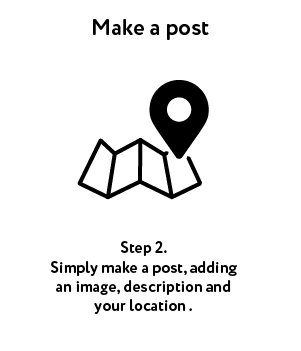 Make a post
Step 2.
Simply make a post, adding
an image, description and
your location .